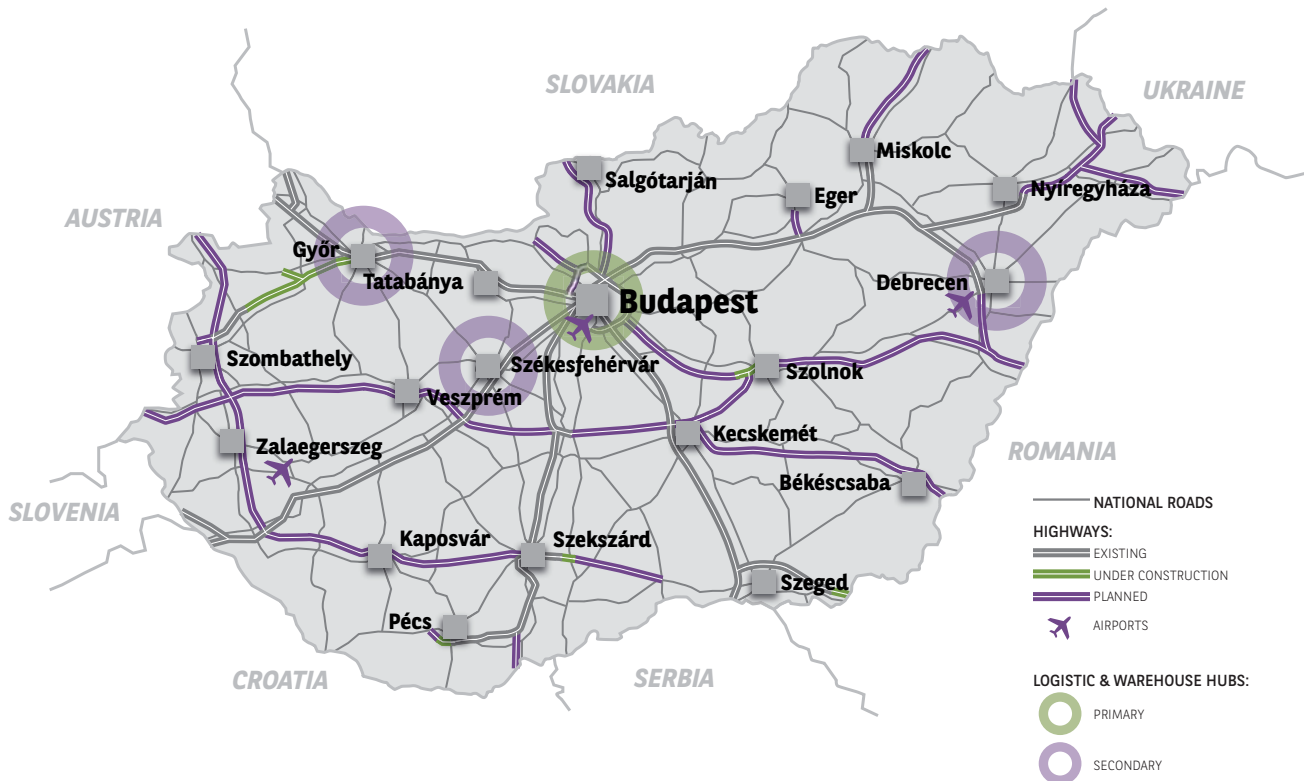 SLOVAKIA
UKRAINE
Miskolc
Salgótarján
Eger
Nyíregyháza
AUSTRIA
Győr
Tatabánya
Debrecen
Budapest
Szombathely
Székesfehérvár
Szolnok
Veszprém
Kecskemét
Zalaegerszeg
ROMANIA
Békéscsaba
SLOVENIA
Kaposvár
Szekszárd
Szeged
Pécs
CROATIA
SERBIA
NATIONAL ROADS
HIGHWAYS:
EXISTING
UNDER CONSTRUCTION
PLANNED
AIRPORTS
LOGISTIC & WAREHOUSE HUBS:
PRIMARY
SECONDARY